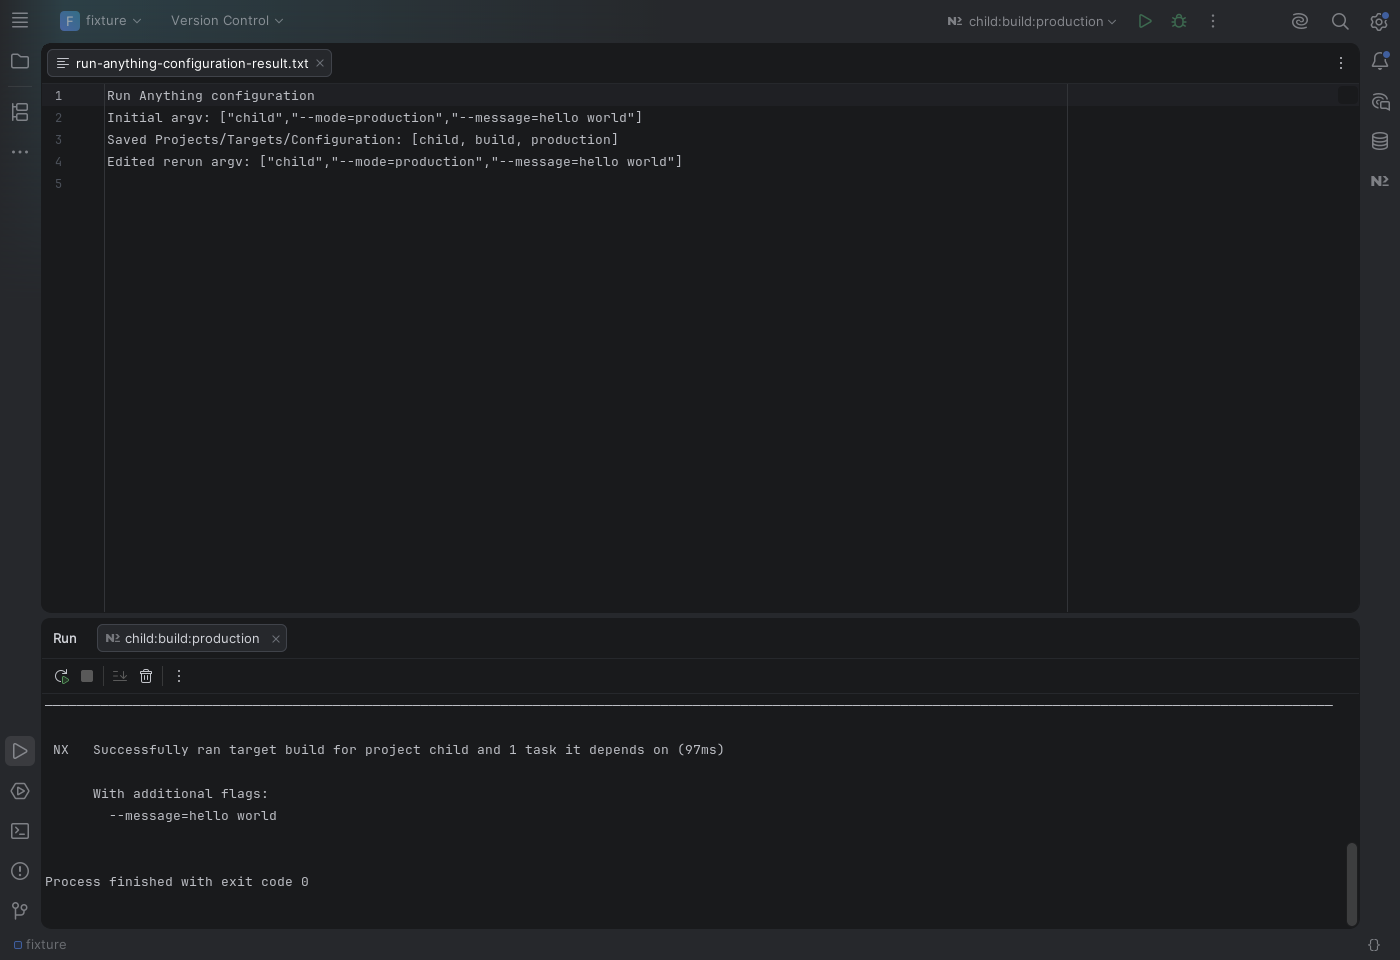 F fixture Version Control child:build:production
run-anything-configuration-result.txt
1 Run Anything configuration
2 Initial argv: ["child","--mode=production","--message=hello world"]
3 Saved Projects/Targets/Configuration: [child, build, production]
4 Edited rerun argv: ["child","--mode=production","--message=hello world"]
5
Run child:build:production
NX Successfully ran target build for project child and 1 task it depends on (97ms)
With additional flags:
--message=hello world
Process finished with exit code 0
fixture {}